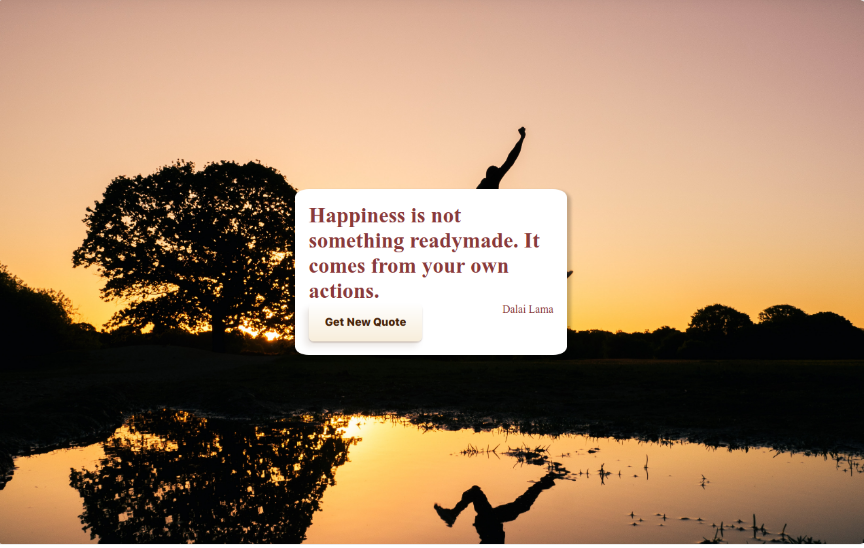 Happiness is not
something readymade. It
comes from your own
actions.
Dalai Lama
Get New Quote